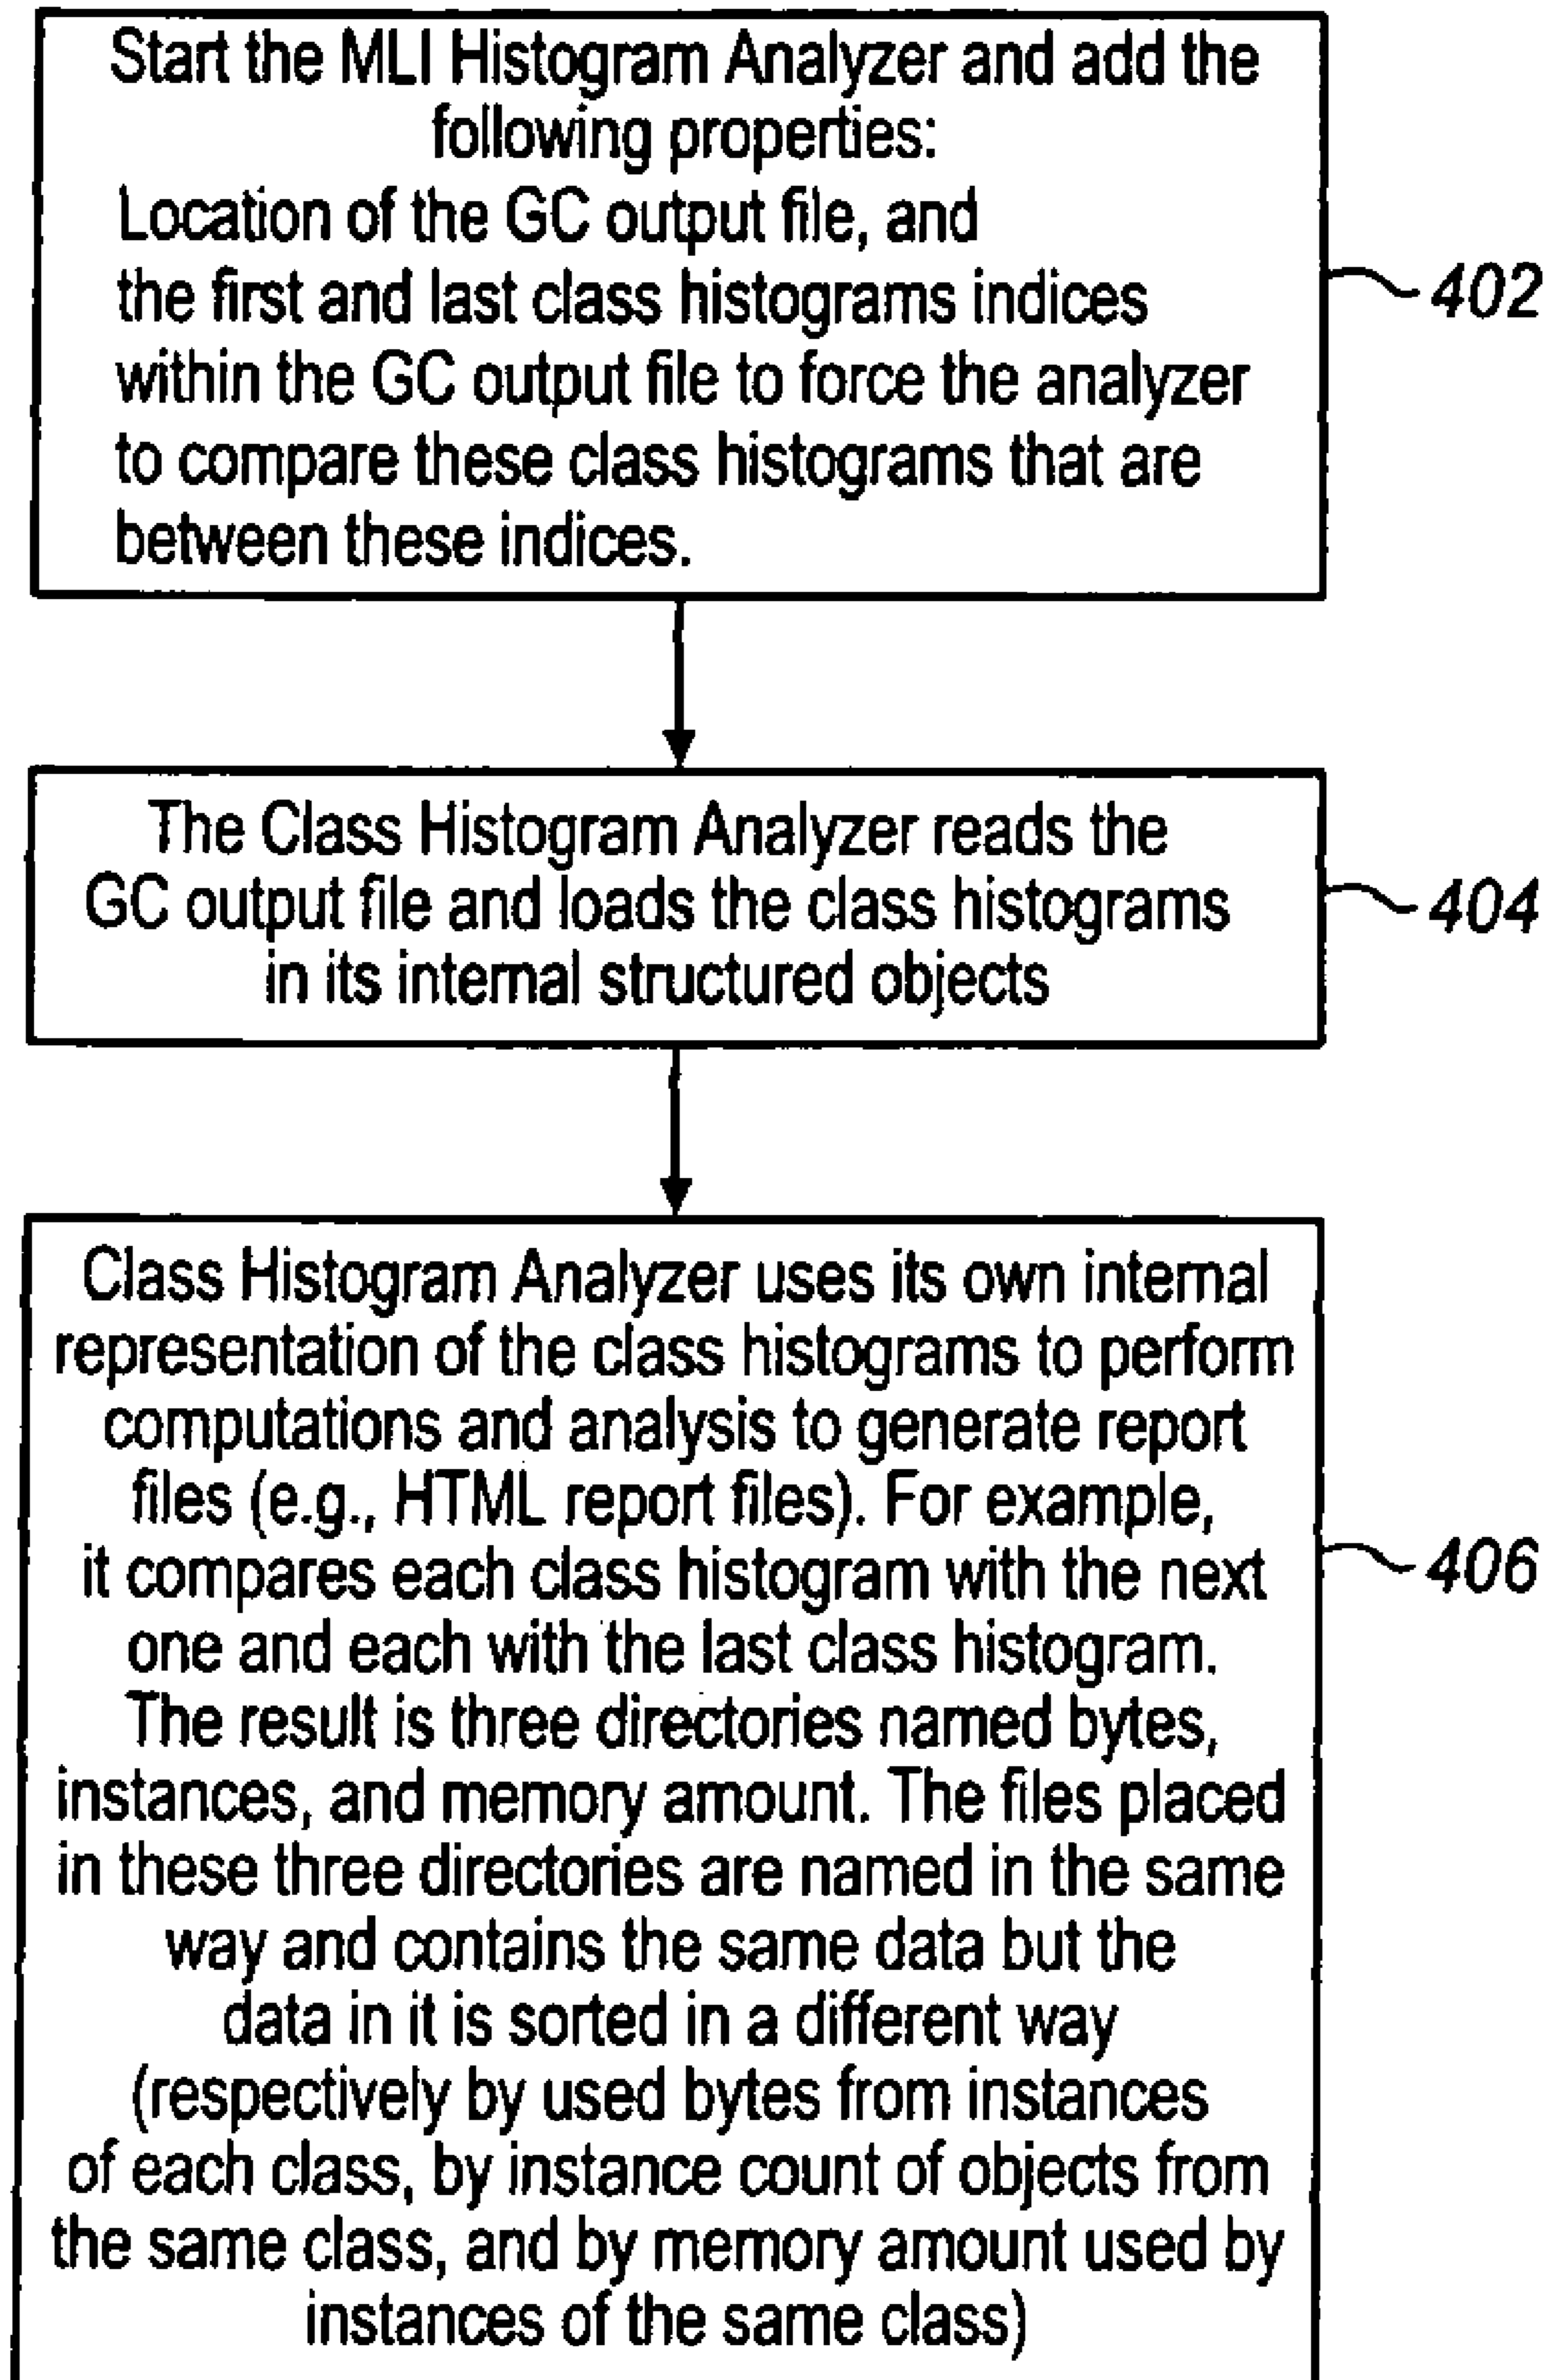 Start the MLI Histogram Analyzer and add the
following properties:
Location of the GC output file, and
the first and last class histograms indices
within the GC output file to force the analyzer
to compare these class histograms that are
between these indices.
402
The Class Histogram Analyzer reads the
GC output file and loads the class histograms
in its internal structured objects
404
Class Histogram Analyzer uses its own internal
representation of the class histograms to perform
computations and analysis to generate report
files (e.g., HTML report files). For example,
it compares each class histogram with the next
one and each with the last class histogram.
The result is three directories named bytes,
instances, and memory amount. The files placed
in these three directories are named in the same
way and contains the same data but the
data in it is sorted in a different way
(respectively by used bytes from instances
of each class, by instance count of objects from
the same class, and by memory amount used by
instances of the same class)
406